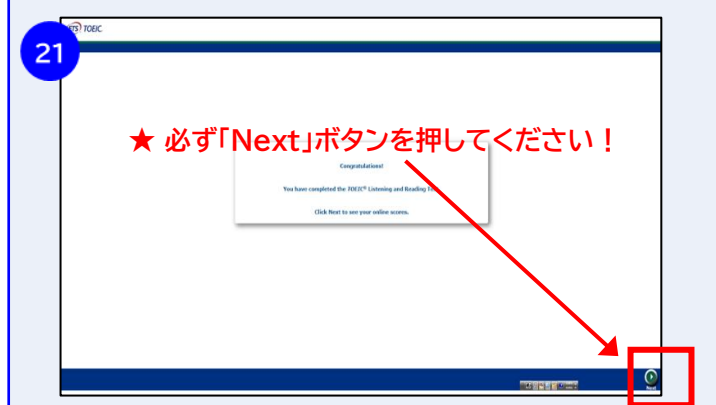 ETS TOEIC
21
★ 必ず「Next」ボタンを押してください！
Congratulations!
You have completed the TOEIC® Listening and Reading
Click Next to see your online scores.
Next